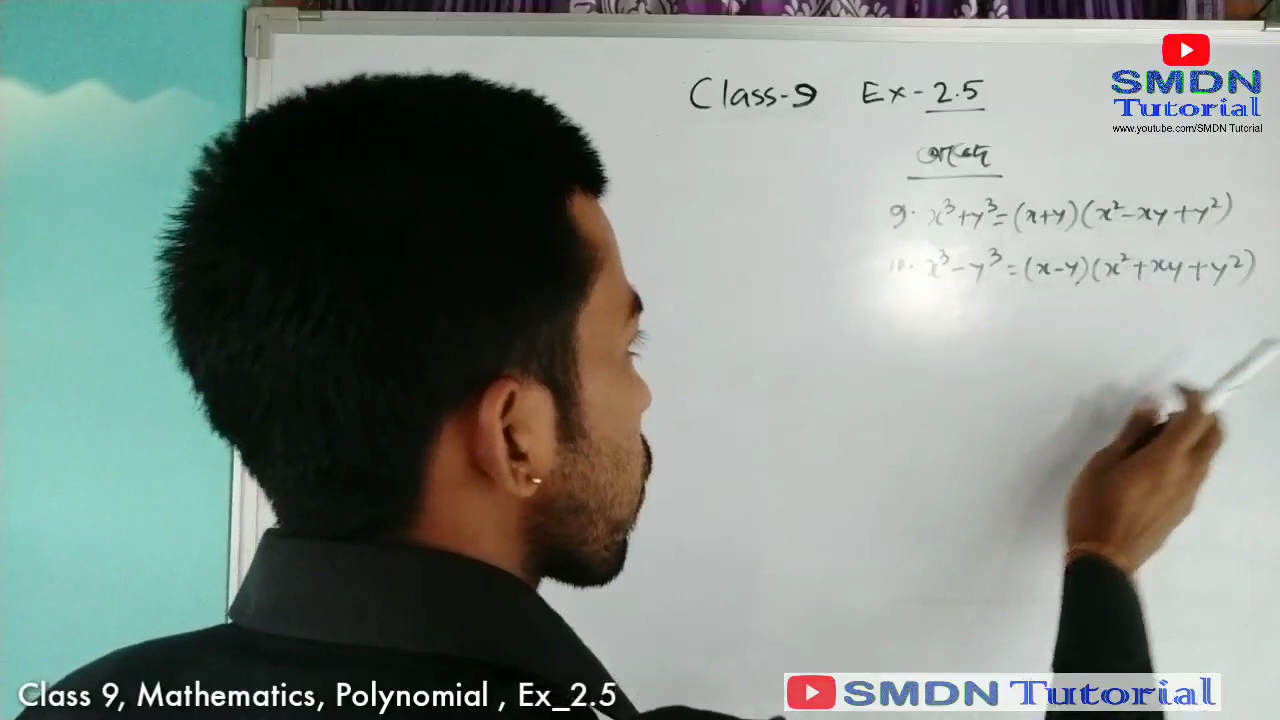 Class-9 Ex-2.5
9. x³+y³=(x+y)(x²-xy+y²)
10. x³-y³=(x-y)(x²+xy+y²)
SMDN
Tutorial
www.youtube.com/SMDN Tutorial
Class 9, Mathematics, Polynomial , Ex_2.5
SMDN Tutorial